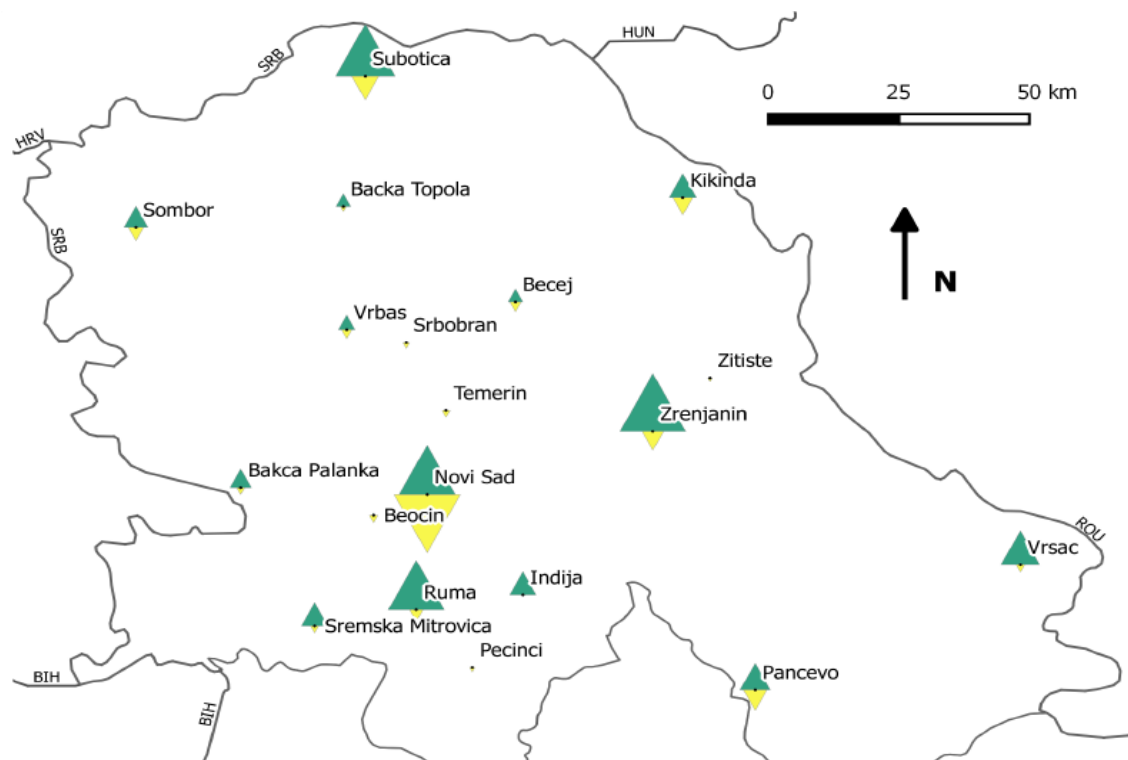 HUN
SRB
Subotica
0 25 50 km
HRV
Kikinda
Backa Topola
Sombor
SRB
N
Becej
Vrbas
Srbobran
Zitiste
Temerin
Zrenjanin
Bakca Palanka
Novi Sad
Beocin
ROU
Vrsac
Indija
Ruma
Sremska Mitrovica
Pecinci
BIH
Pancevo
BIH